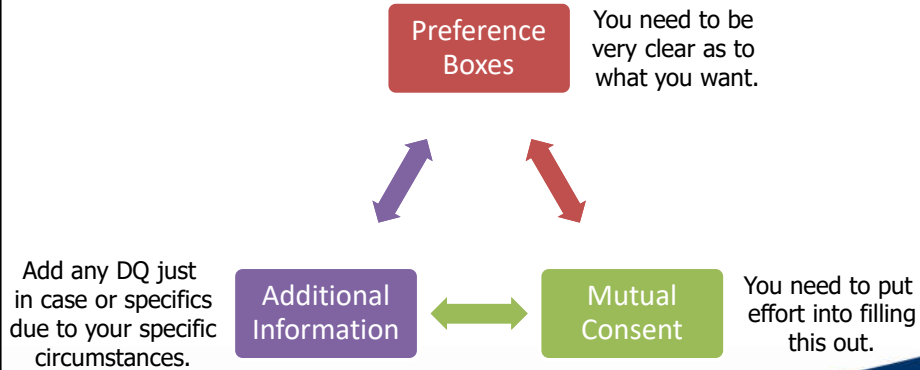 Preference
Boxes
You need to be
very clear as to
what you want.
Add any DQ just
in case or specifics
due to your specific
circumstances.
Additional
Information
Mutual
Consent
You need to put
effort into filling
this out.